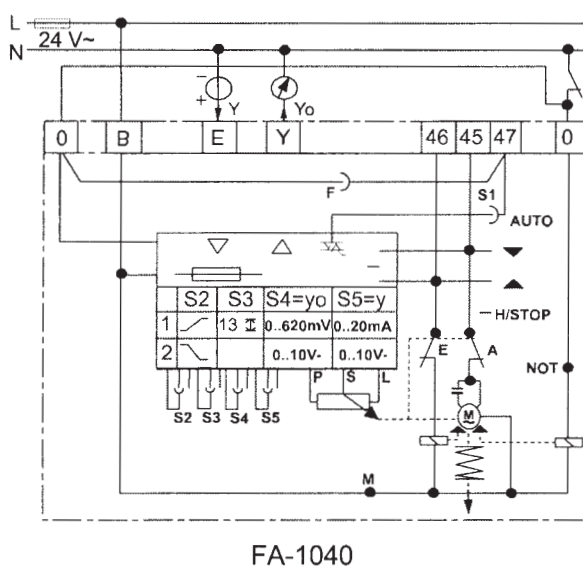 L
24 V~
N
− + Y
Yo
0 B E Y 46 45 47 0
F
S1
AUTO
S2 S3 S4=yo S5=y
H/STOP
1 13 0..620mV 0..20mA
2 0..10V- 0..10V-
E A
P S L
NOT
S2 S3 S4 S5
M
M
FA-1040